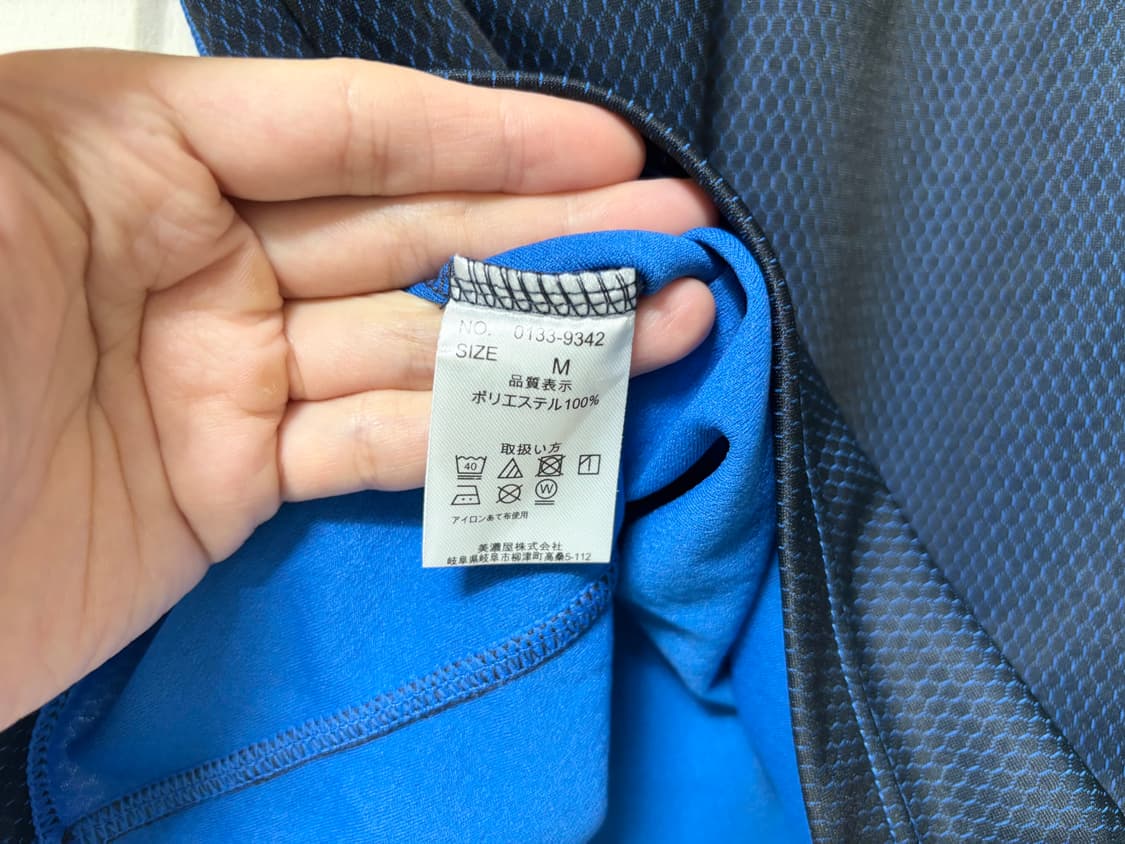 NO. 0133-9342
SIZE M
品質表示
ポリエステル100%
取扱い方
40
W
アイロンあて布使用
美濃屋株式会社
岐阜県岐阜市柳津町高桑5-112